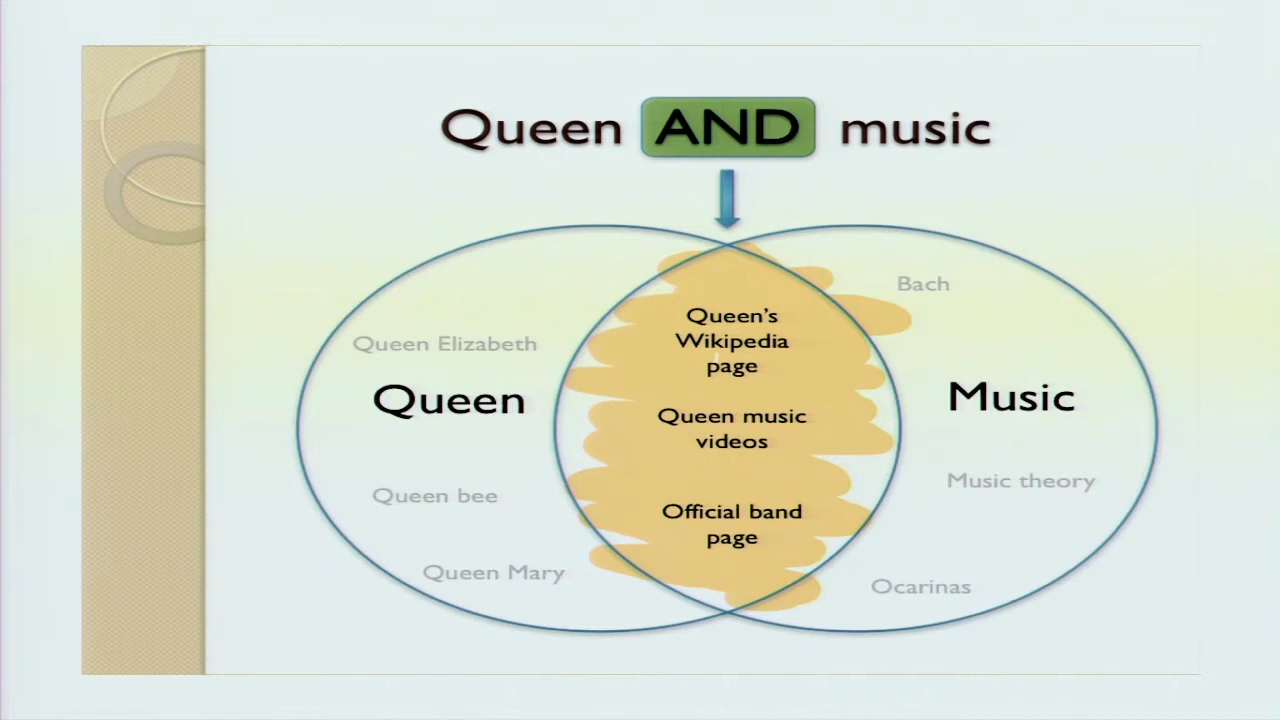 Queen AND music
Queen's
Wikipedia
page
Bach
Queen Elizabeth
Queen
Music
Queen music
videos
Queen bee
Music theory
Official band
page
Queen Mary
Ocarinas